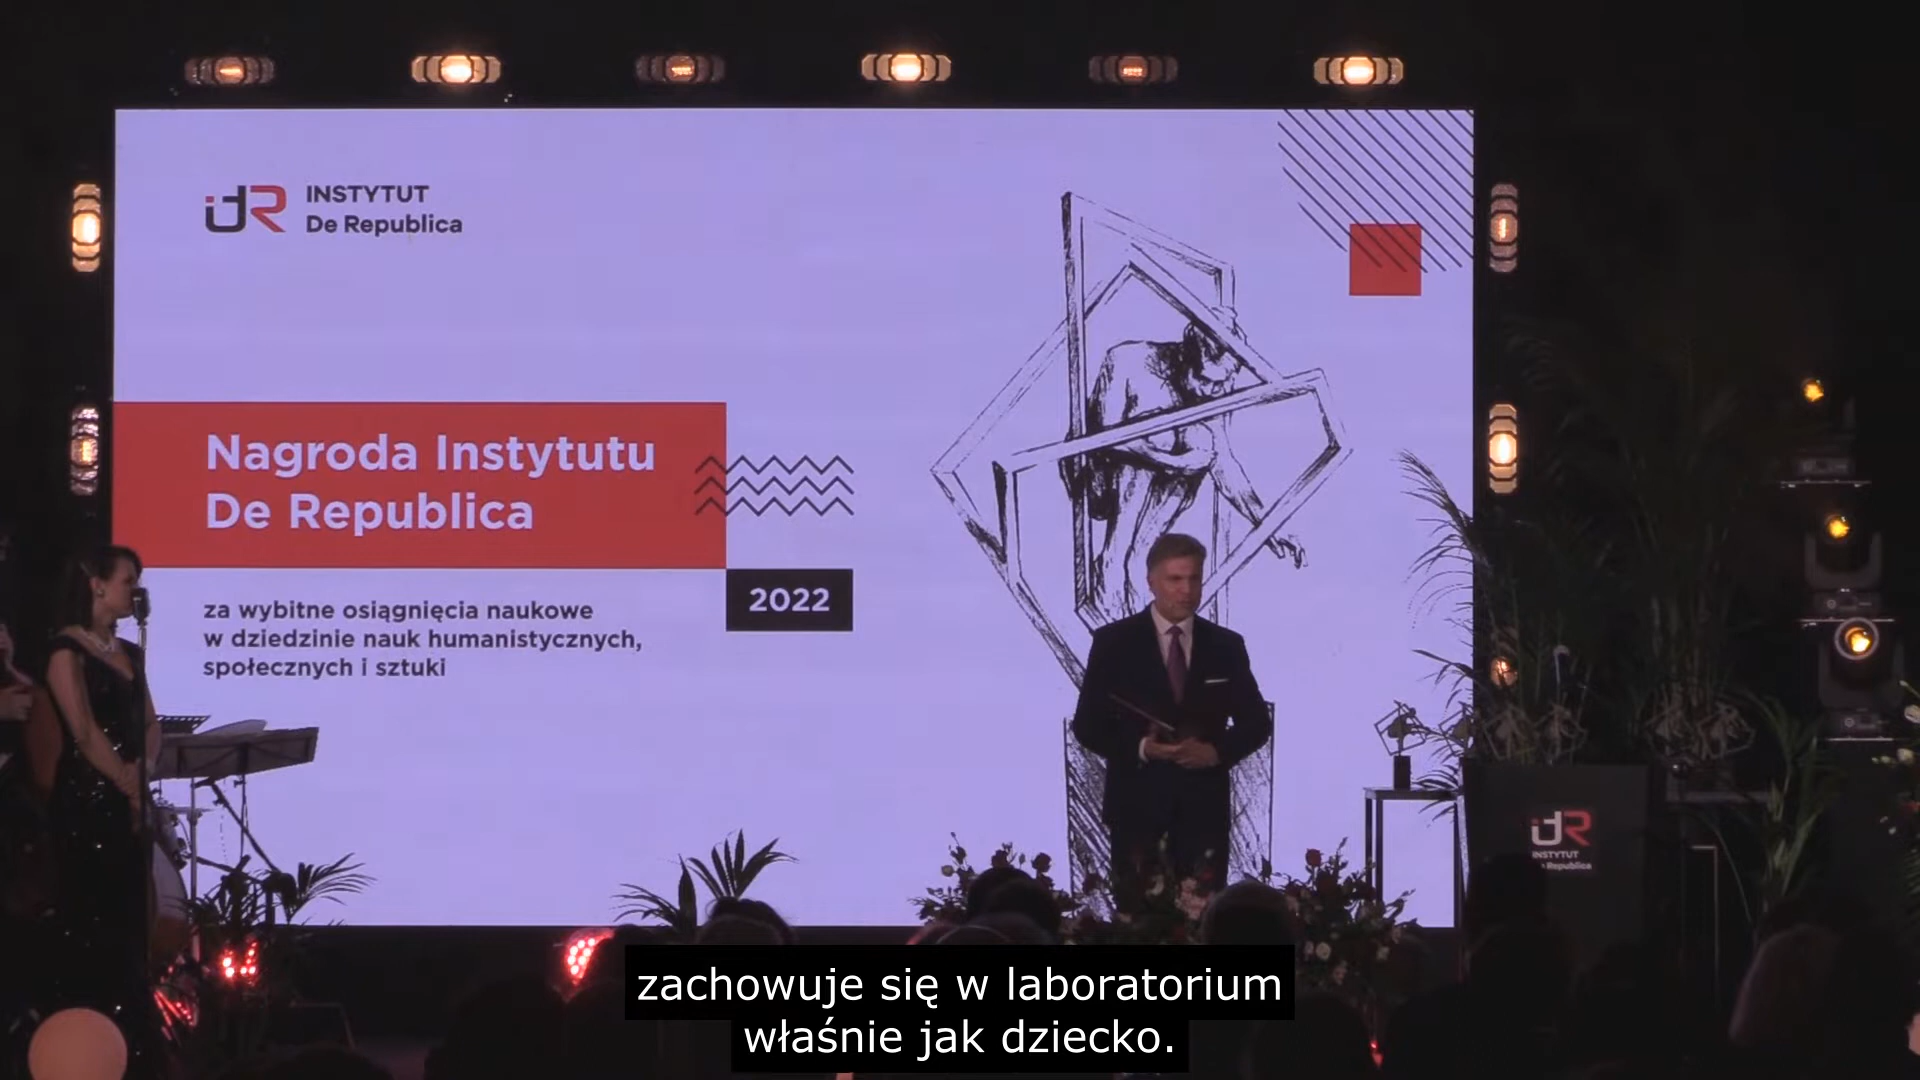 INSTYTUT
De Republica
Nagroda Instytutu
De Republica
2022
za wybitne osiągnięcia naukowe
w dziedzinie nauk humanistycznych,
społecznych i sztuki
INSTYTUT
Republica
zachowuje się w laboratorium
właśnie jak dziecko.